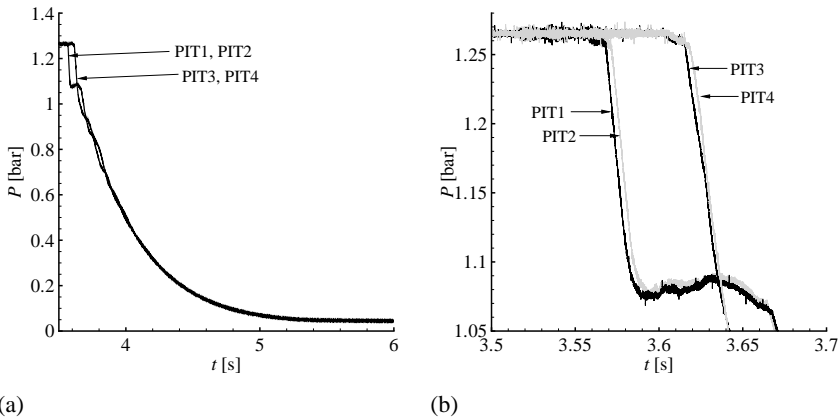 1.4
1.2
1
0.8
0.6
0.4
0.2
0
P [bar]
4
5
6
t [s]
PIT1, PIT2
PIT3, PIT4
(a)
1.25
1.2
1.15
1.1
1.05
P [bar]
3.5
3.55
3.6
3.65
3.7
t [s]
PIT3
PIT4
PIT1
PIT2
(b)